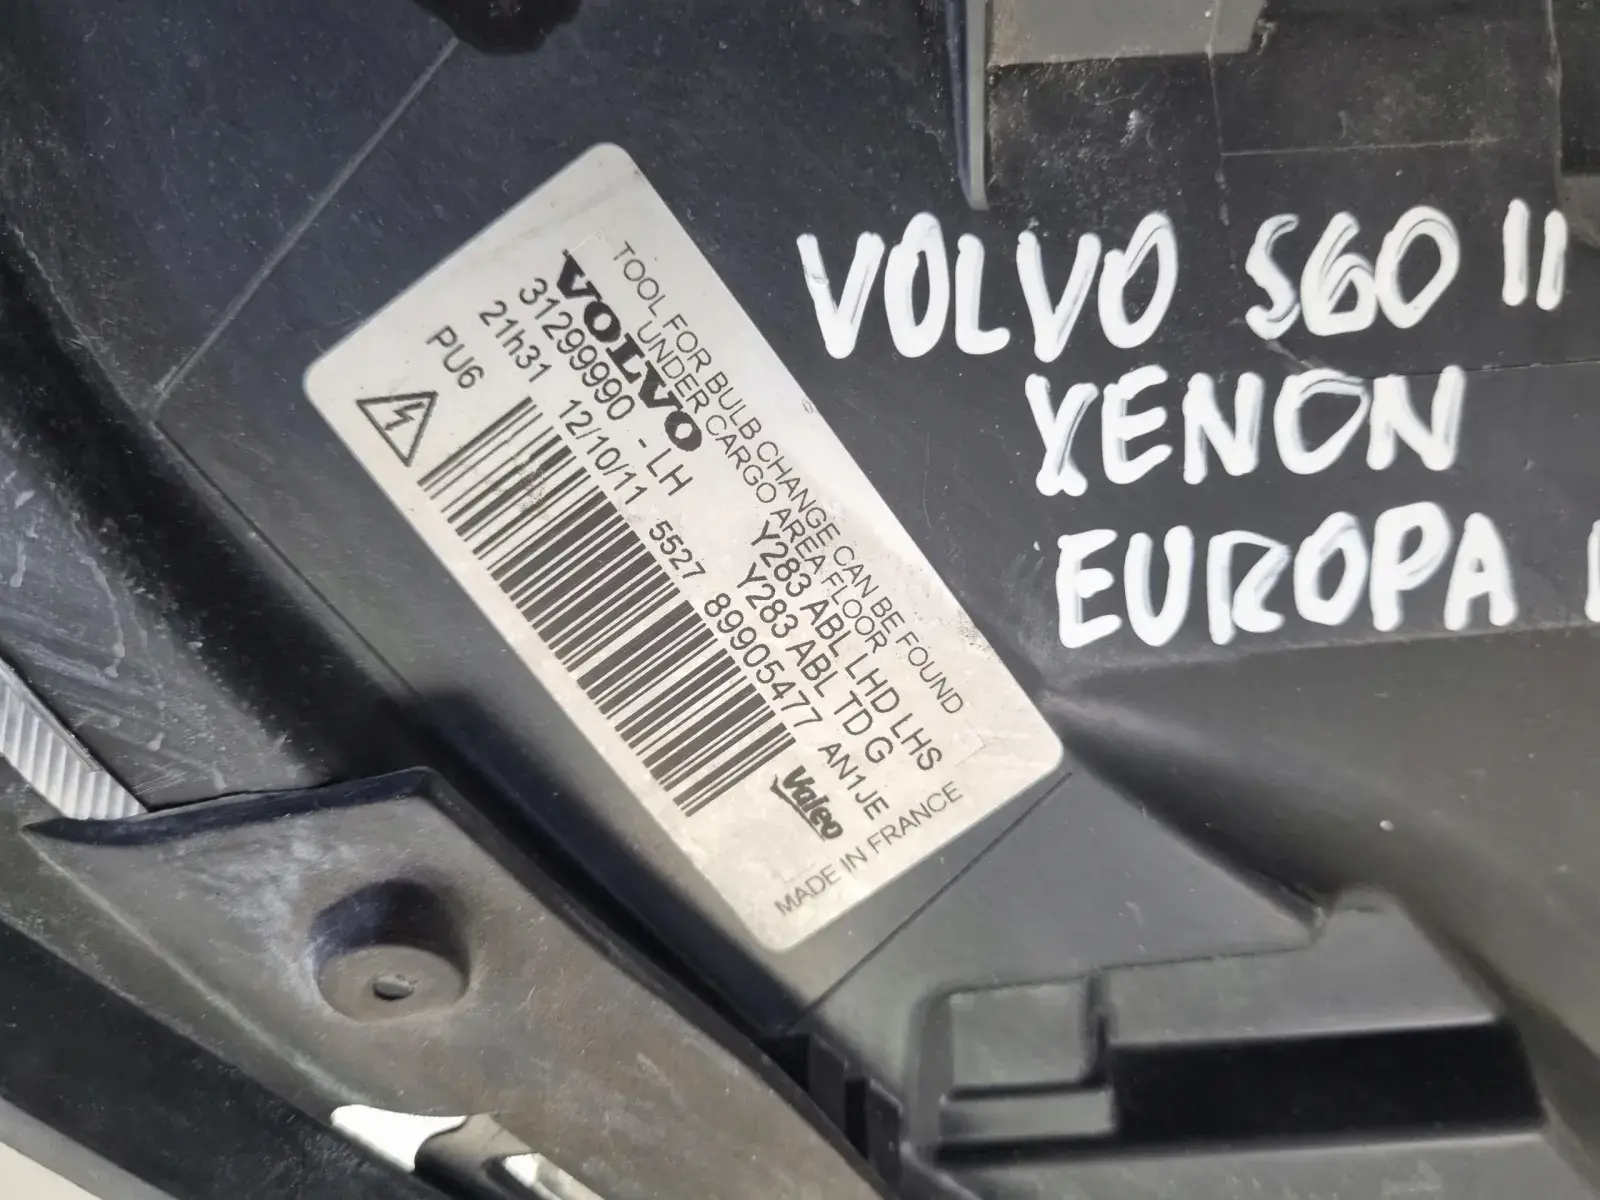 TOOL FOR BULB CHANGE CAN BE FOUND
UNDER CARGO AREA FLOOR
VOLVO
Y283 ABL LHD LHS
31299990 - LH
Y283 ABL TD G
21h31 12/10/11 5527 89905477 AN1JE
PU6
Valeo
MADE IN FRANCE
VOLVO S60 II
XENON
EUROPA